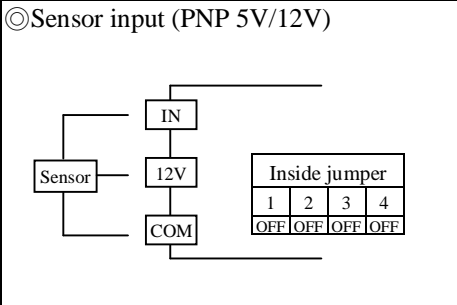 ◎Sensor input (PNP 5V/12V)
IN
Sensor
12V
COM
Inside jumper
1 2 3 4
OFF OFF OFF OFF